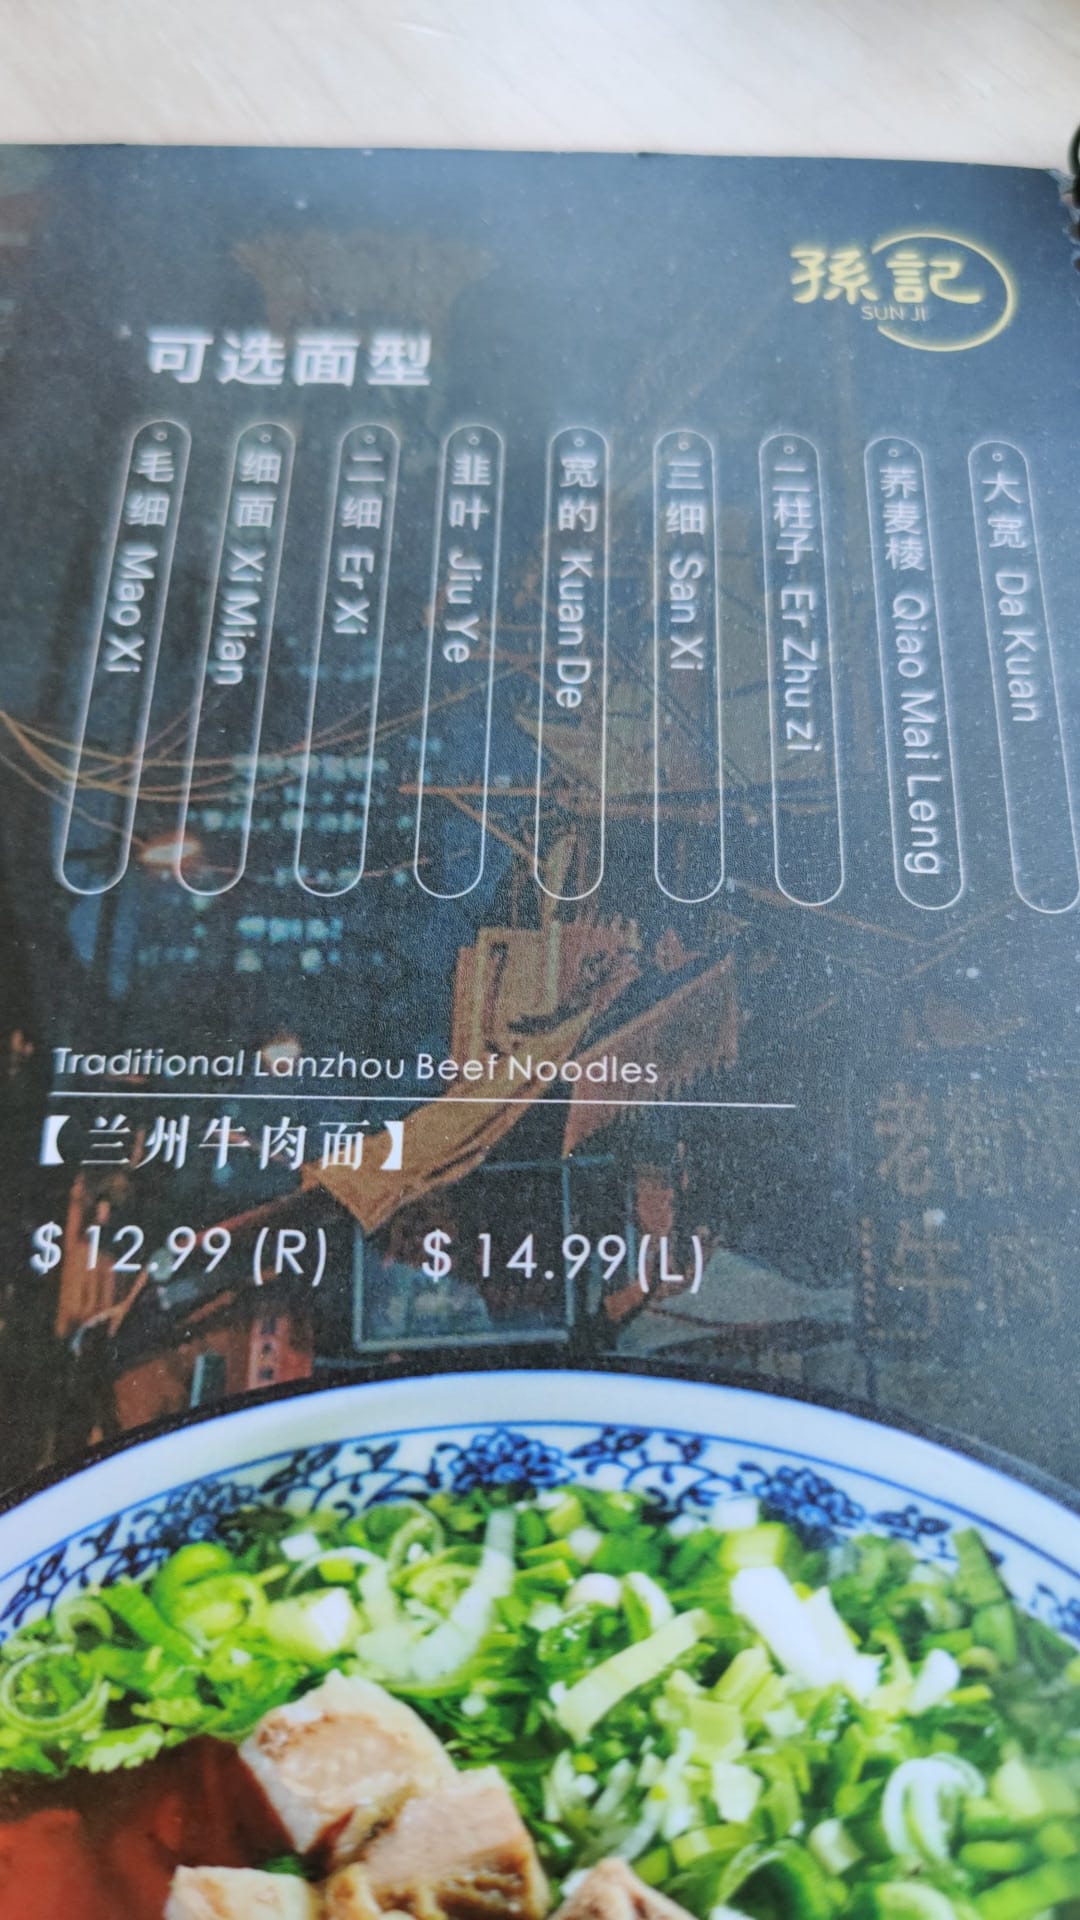 孫記
SUN JI
可选面型
毛细 Mao Xi
细面 Xi Mian
二细 Er Xi
韭叶 Jiu Ye
宽的 Kuan De
三细 San Xi
二柱子 Er Zhu zi
荞麦棱 Qiao Mai Leng
大宽 Da Kuan
Traditional Lanzhou Beef Noodles
【兰州牛肉面】
$ 12.99 (R) $ 14.99(L)